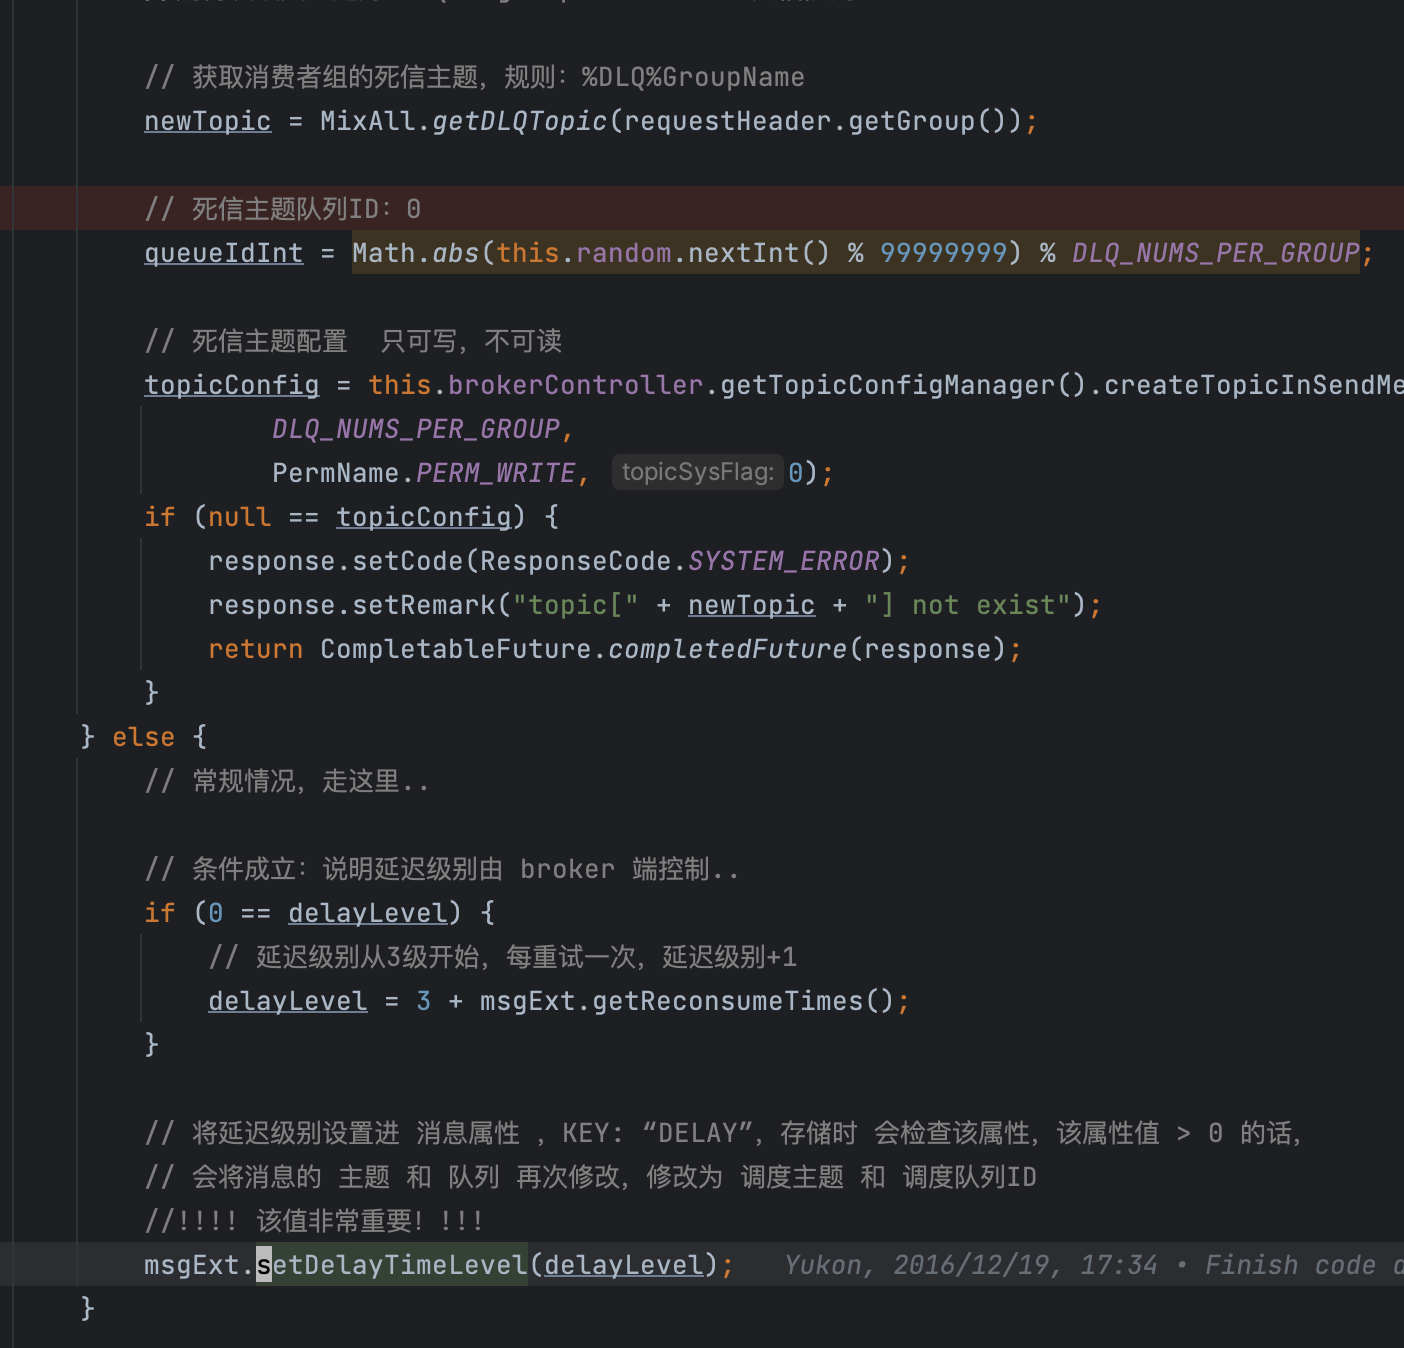 // 获取消费者组的死信主题，规则：%DLQ%GroupName
newTopic = MixAll.getDLQTopic(requestHeader.getGroup());
// 死信主题队列ID：0
queueIdInt = Math.abs(this.random.nextInt() % 99999999) % DLQ_NUMS_PER_GROUP;
// 死信主题配置  只可写，不可读
topicConfig = this.brokerController.getTopicConfigManager().createTopicInSendMe
DLQ_NUMS_PER_GROUP,
PermName.PERM_WRITE, topicSysFlag: 0);
if (null == topicConfig) {
response.setCode(ResponseCode.SYSTEM_ERROR);
response.setRemark("topic[" + newTopic + "] not exist");
return CompletableFuture.completedFuture(response);
}
} else {
// 常规情况，走这里..
// 条件成立：说明延迟级别由 broker 端控制..
if (0 == delayLevel) {
// 延迟级别从3级开始，每重试一次，延迟级别+1
delayLevel = 3 + msgExt.getReconsumeTimes();
}
// 将延迟级别设置进 消息属性 ，KEY: “DELAY”，存储时 会检查该属性，该属性值 > 0 的话，
// 会将消息的 主题 和 队列 再次修改，修改为 调度主题 和 调度队列ID
//!!!! 该值非常重要！!!!
msgExt.setDelayTimeLevel(delayLevel); Yukon, 2016/12/19, 17:34 • Finish code
}